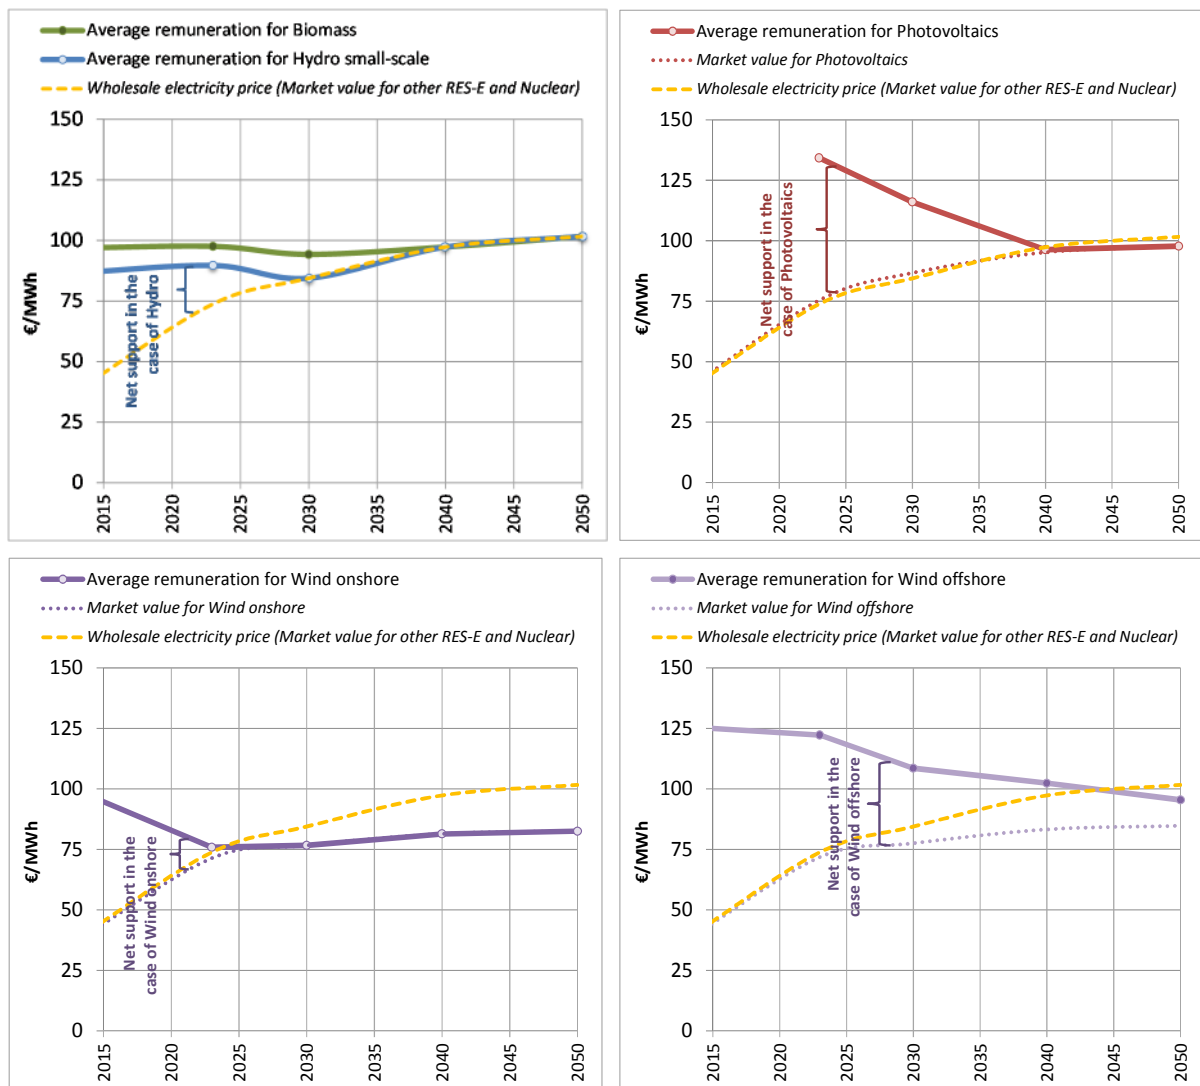 Average remuneration for Biomass
Average remuneration for Hydro small-scale
Wholesale electricity price (Market value for other RES-E and Nuclear)
150
125
100
75
50
25
0
€/MWh
Net support in the
case of Hydro
2015
2020
2025
2030
2035
2040
2045
2050
Average remuneration for Photovoltaics
Market value for Photovoltaics
Wholesale electricity price (Market value for other RES-E and Nuclear)
150
125
100
75
50
25
0
€/MWh
Net support in the
case of Photovoltaics
2015
2020
2025
2030
2035
2040
2045
2050
Average remuneration for Wind onshore
Market value for Wind onshore
Wholesale electricity price (Market value for other RES-E and Nuclear)
150
125
100
75
50
25
0
€/MWh
Net support in the
case of Wind onshore
2015
2020
2025
2030
2035
2040
2045
2050
Average remuneration for Wind offshore
Market value for Wind offshore
Wholesale electricity price (Market value for other RES-E and Nuclear)
150
125
100
75
50
25
0
€/MWh
Net support in the
case of Wind offshore
2015
2020
2025
2030
2035
2040
2045
2050